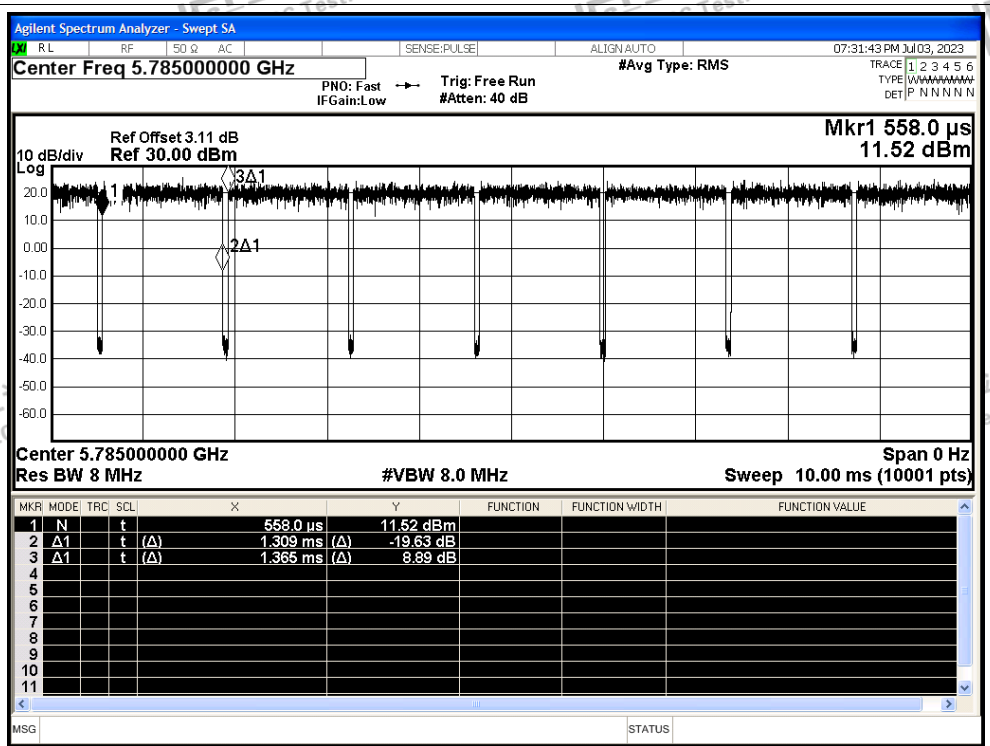 Agilent Spectrum Analyzer - Swept SA
LXI RL RF 50 Ω AC SENSE:PULSE ALIGN AUTO 07:31:43 PM Jul 03, 2023
Center Freq 5.785000000 GHz #Avg Type: RMS TRACE 1 2 3 4 5 6
PNO: Fast Trig: Free Run TYPE WWWWWW
IFGain:Low #Atten: 40 dB DET P N N N N N
Mkr1 558.0 µs
Ref Offset 3.11 dB
10 dB/div Ref 30.00 dBm 11.52 dBm
Log
20.0
10.0
0.00
-10.0
-20.0
-30.0
-40.0
-50.0
-60.0
1
3Δ1
2Δ1
Center 5.785000000 GHz Span 0 Hz
Res BW 8 MHz #VBW 8.0 MHz Sweep 10.00 ms (10001 pts)
MKR MODE TRC SCL X Y FUNCTION FUNCTION WIDTH FUNCTION VALUE
1 N t 558.0 µs 11.52 dBm
2 Δ1 t (Δ) 1.309 ms (Δ) -19.63 dB
3 Δ1 t (Δ) 1.365 ms (Δ) 8.89 dB
4
5
6
7
8
9
10
11
MSG STATUS